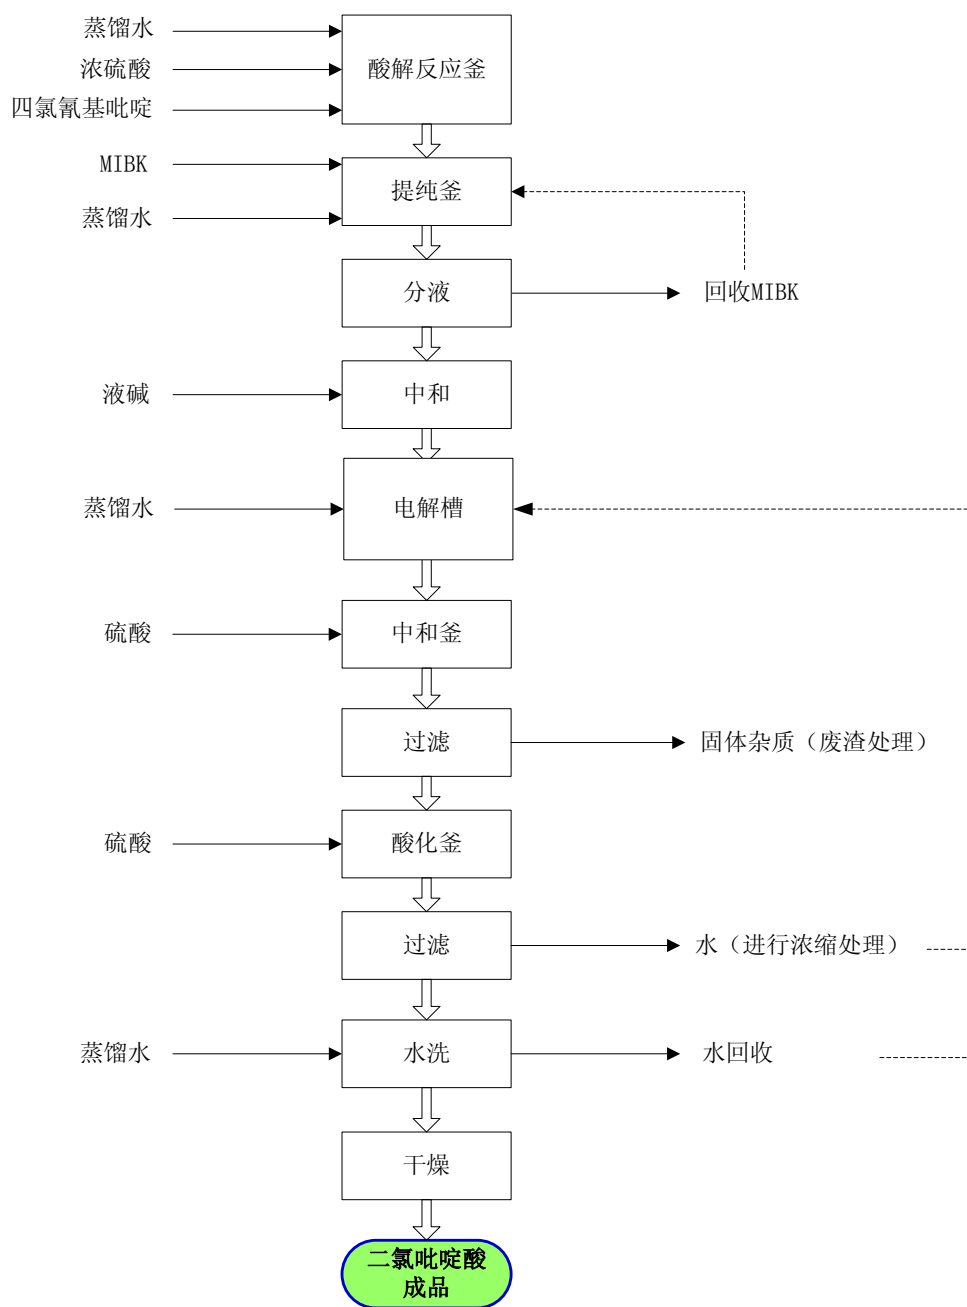 蒸馏水
浓硫酸
酸解反应釜
四氯氰基吡啶
MIBK
提纯釜
蒸馏水
分液
回收MIBK
液碱
中和
蒸馏水
电解槽
硫酸
中和釜
过滤
固体杂质（废渣处理）
硫酸
酸化釜
过滤
水（进行浓缩处理）
蒸馏水
水洗
水回收
干燥
二氯吡啶酸
成品